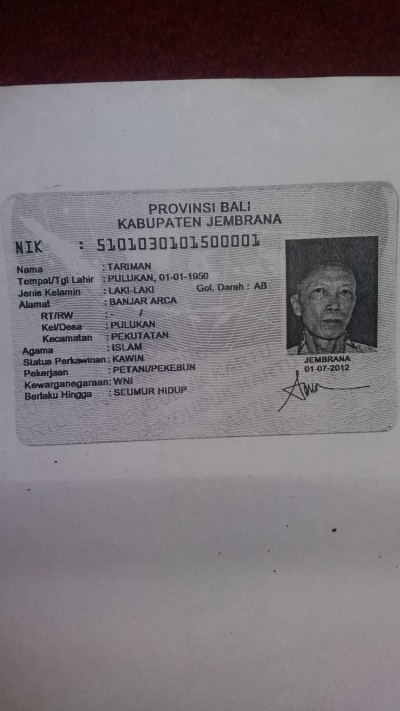 PROVINSI BALI
KABUPATEN JEMBRANA
NIK : 5101030101500001
Nama : TARIMAN
Tempat/Tgl Lahir : PULUKAN, 01-01-1950
Jenis Kelamin : LAKI-LAKI Gol. Darah : AB
Alamat : BANJAR ARCA
RT/RW : - /
Kel/Desa : PULUKAN
Kecamatan : PEKUTATAN
Agama : ISLAM
Status Perkawinan : KAWIN
Pekerjaan : PETANI/PEKEBUN
Kewarganegaraan : WNI
Berlaku Hingga : SEUMUR HIDUP
JEMBRANA
01-07-2012